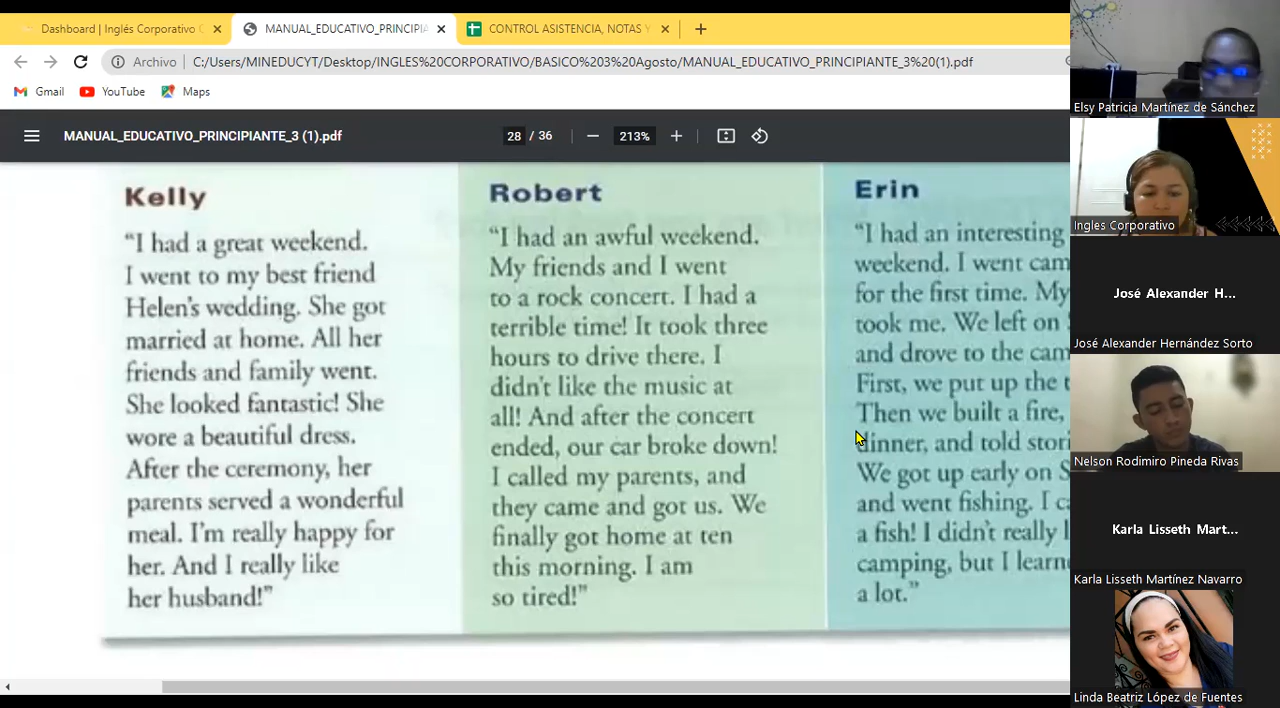 Dashboard | Inglés Corporativo
MANUAL_EDUCATIVO_PRINCIPIA
CONTROL ASISTENCIA, NOTAS Y
Archivo
C:/Users/MINEDUCYT/Desktop/INGLES%20CORPORATIVO/BASICO%203%20Agosto/MANUAL_EDUCATIVO_PRINCIPIANTE_3%20(1).pdf
Gmail
YouTube
Maps
MANUAL_EDUCATIVO_PRINCIPIANTE_3 (1).pdf
28 / 36
213%
Kelly
“I had a great weekend.
I went to my best friend
Helen's wedding. She got
married at home. All her
friends and family went.
She looked fantastic! She
wore a beautiful dress.
After the ceremony, her
parents served a wonderful
meal. I'm really happy for
her. And I really like
her husband!”
Robert
“I had an awful weekend.
My friends and I went
to a rock concert. I had a
terrible time! It took three
hours to drive there. I
didn't like the music at
all! And after the concert
ended, our car broke down!
I called my parents, and
they came and got us. We
finally got home at ten
this morning. I am
so tired!”
Erin
“I had an interesting
weekend. I went cam
for the first time. My
took me. We left on
and drove to the cam
First, we put up the t
Then we built a fire,
dinner, and told stori
We got up early on S
and went fishing. I ca
a fish! I didn't really l
camping, but I learne
a lot.”
Elsy Patricia Martínez de Sánchez
Ingles Corporativo
José Alexander H...
José Alexander Hernández Sorto
Nelson Rodimiro Pineda Rivas
Karla Lisseth Mart...
Karla Lisseth Martínez Navarro
Linda Beatriz López de Fuentes